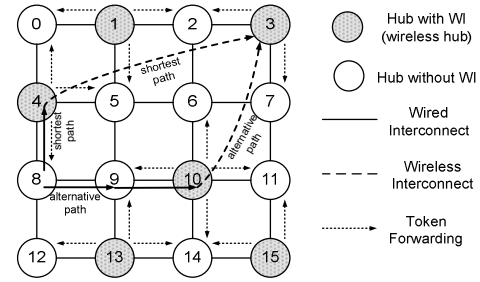 0 1 2 3
Hub with WI
(wireless hub)
shortest
path
Hub without WI
4 5 6 7
shortest
path
alternative
path
Wired
Interconnect
8 9 10 11
Wireless
Interconnect
alternative
path
Token
Forwarding
12 13 14 15